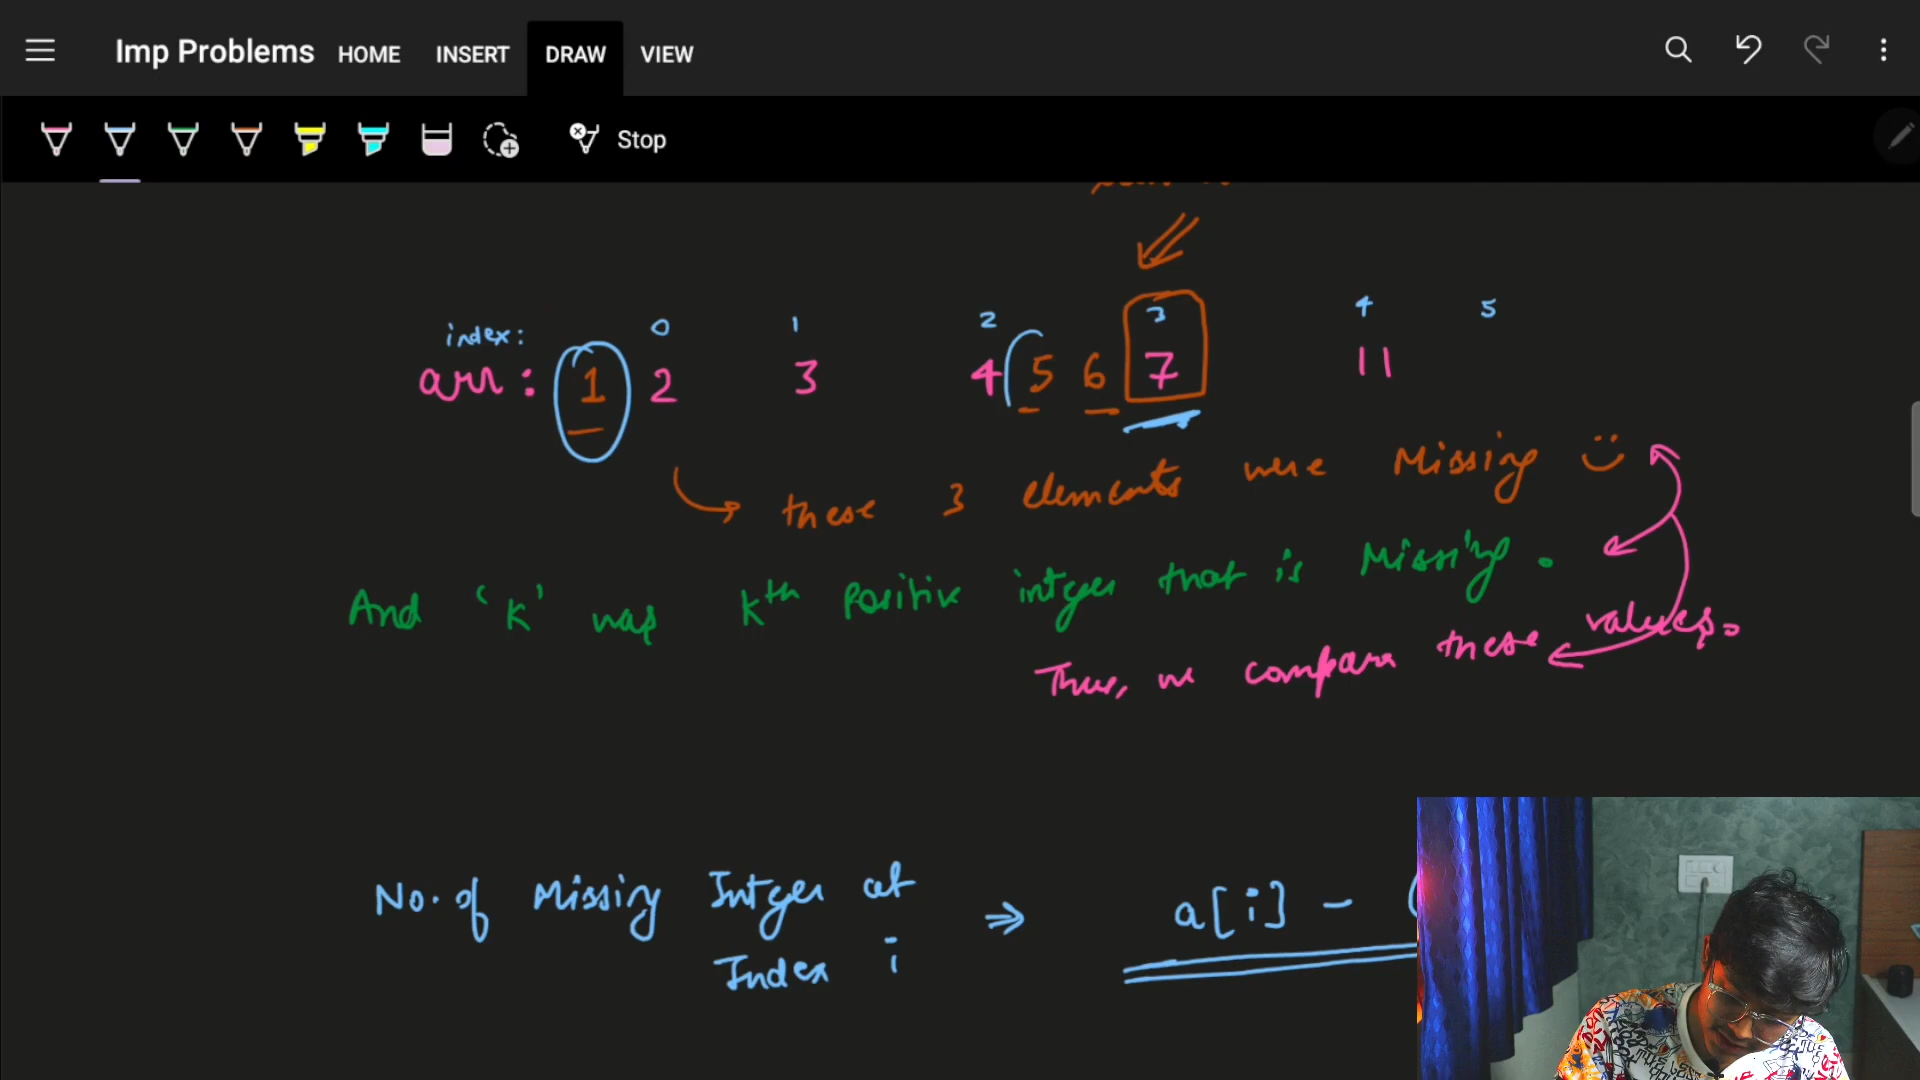 Imp Problems HOME INSERT DRAW VIEW
Stop
index: 0 1 2 3 4 5
arr: 1 2 3 4 5 6 7 11
these 3 elements were Missing
And 'K' was Kth Positive intger that is Missing.
Thus, we compare these values.
No. of Missing Intger at ⇒ a[i] - (
Index i